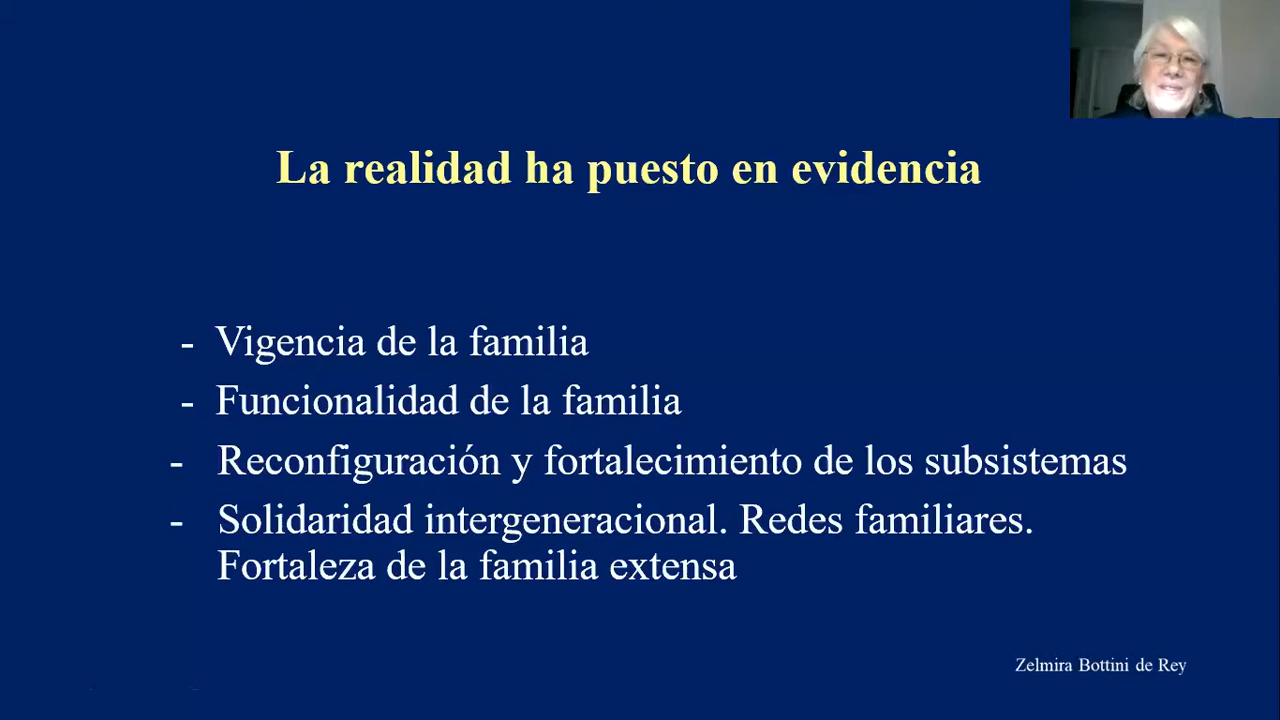 La realidad ha puesto en evidencia
- Vigencia de la familia
- Funcionalidad de la familia
- Reconfiguración y fortalecimiento de los subsistemas
- Solidaridad intergeneracional. Redes familiares.
Fortaleza de la familia extensa
Zelmira Bottini de Rey